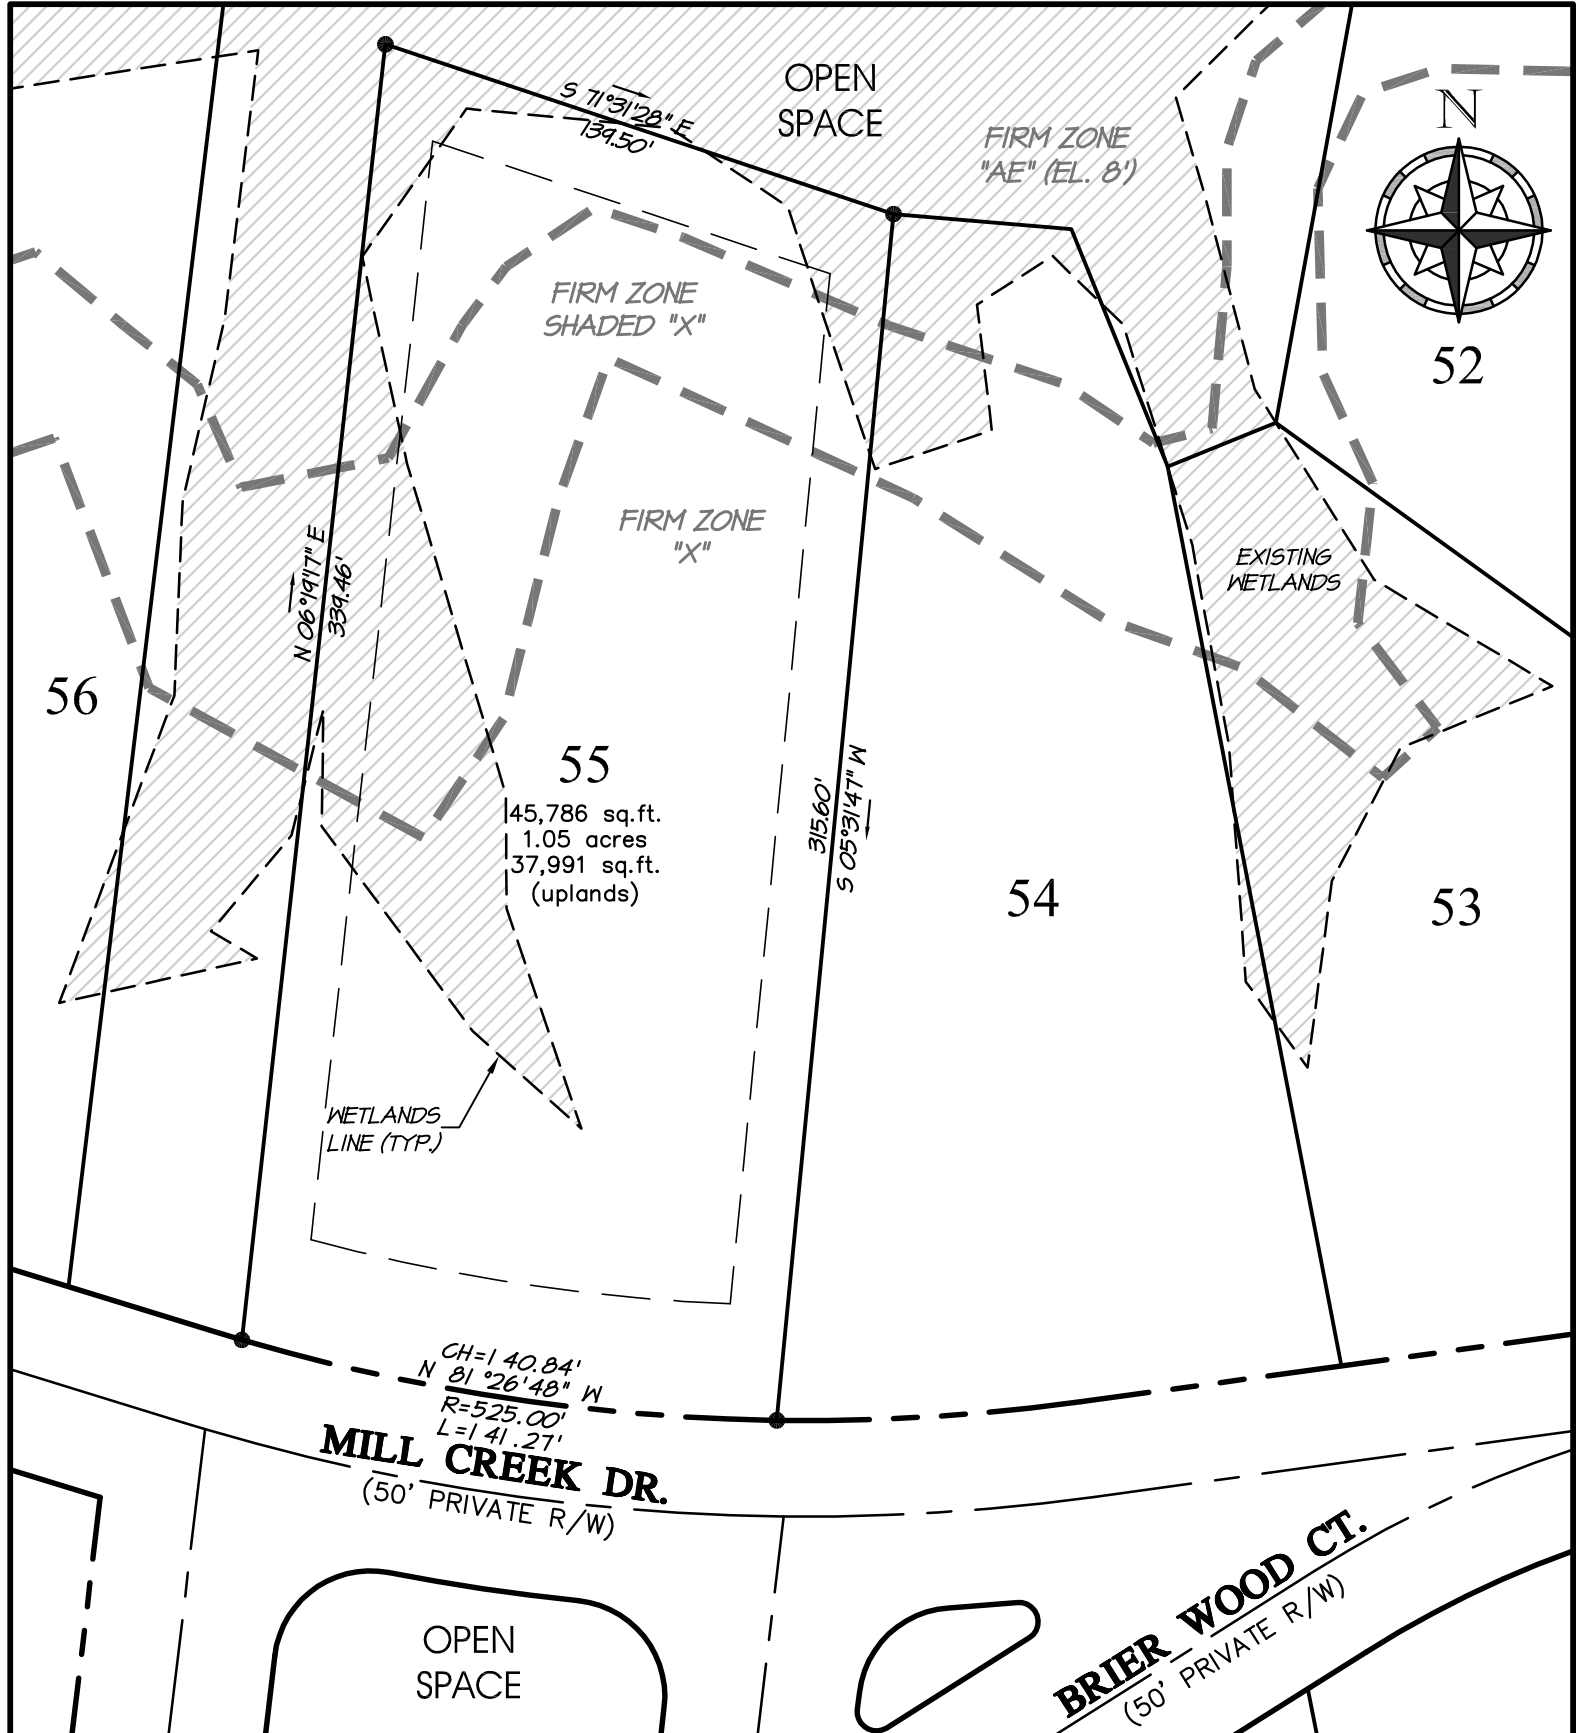 OPEN
SPACE
S 71°31'28" E
139.50'
FIRM ZONE
"AE" (EL. 8')
N
52
FIRM ZONE
SHADED "X"
FIRM ZONE
"X"
EXISTING
WETLANDS
N 06°19'17" E
339.46'
56
55
45,786 sq.ft.
1.05 acres
37,991 sq.ft.
(uplands)
315.60'
S 05°31'47" W
54
53
WETLANDS
LINE (TYP.)
CH=140.84'
N 81°26'48" W
R=525.00'
L=141.27'
MILL CREEK DR.
(50' PRIVATE R/W)
BRIER WOOD CT.
(50' PRIVATE R/W)
OPEN
SPACE